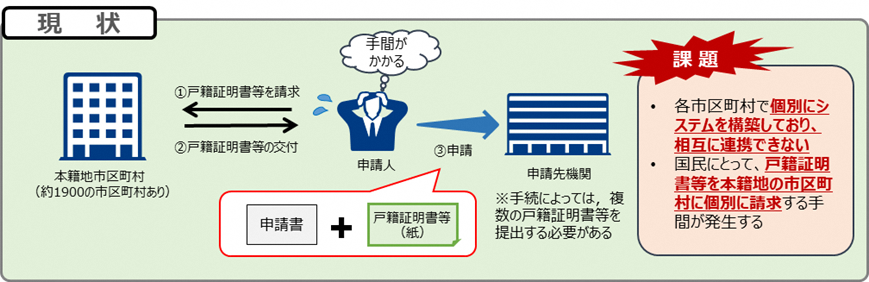 現 状
手間が
かかる
①戸籍証明書等を請求
②戸籍証明書等の交付
本籍地市区町村
（約1900の市区町村あり）
申請人
③申請
申請先機関
※手続によっては，複
数の戸籍証明書等を
提出する必要がある
申請書
+
戸籍証明書等
（紙）
課 題
• 各市区町村で個別にシ
ステムを構築しており、
相互に連携できない
• 国民にとって、戸籍証明
書等を本籍地の市区町
村に個別に請求する手
間が発生する